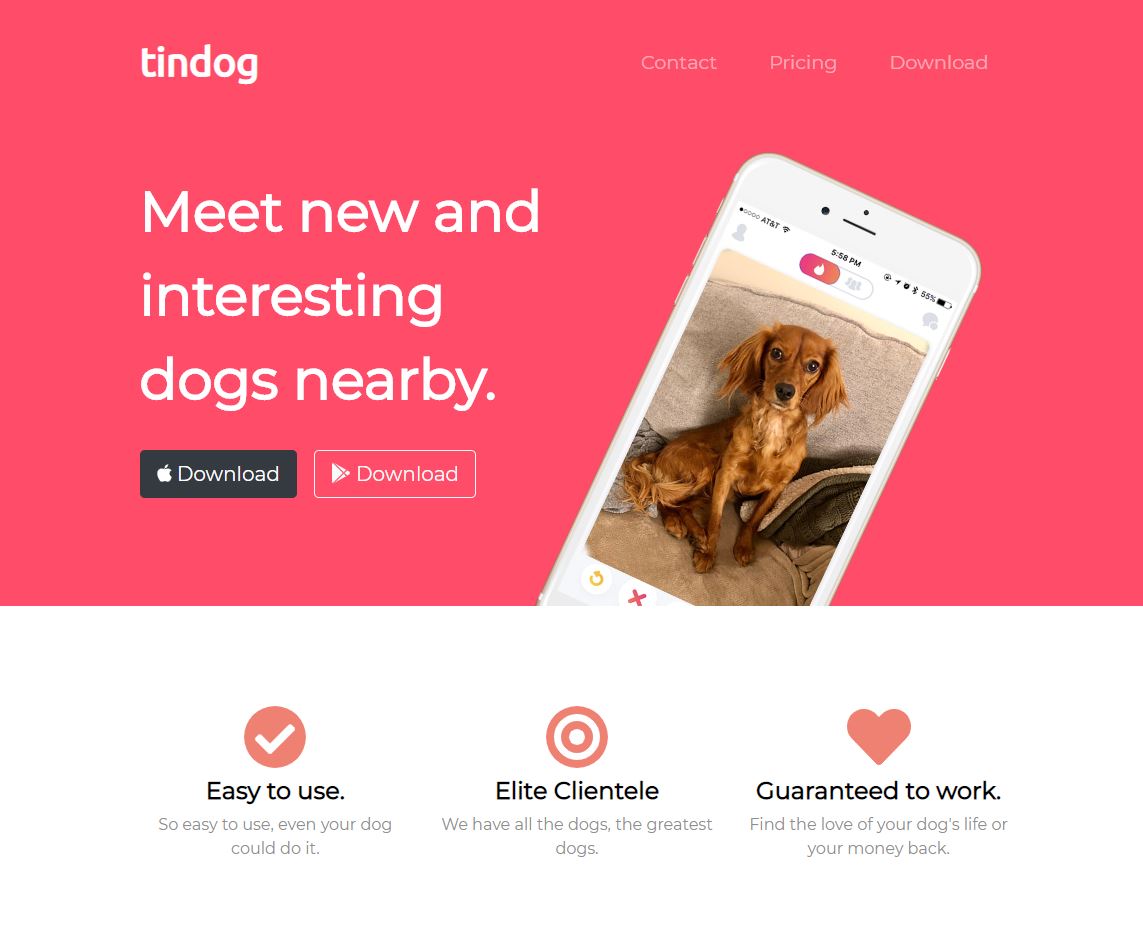 tindog
Contact Pricing Download
Meet new and
interesting
dogs nearby.
Download Download
AT&T 5:58 PM 55%
Easy to use.
So easy to use, even your dog
could do it.
Elite Clientele
We have all the dogs, the greatest
dogs.
Guaranteed to work.
Find the love of your dog's life or
your money back.